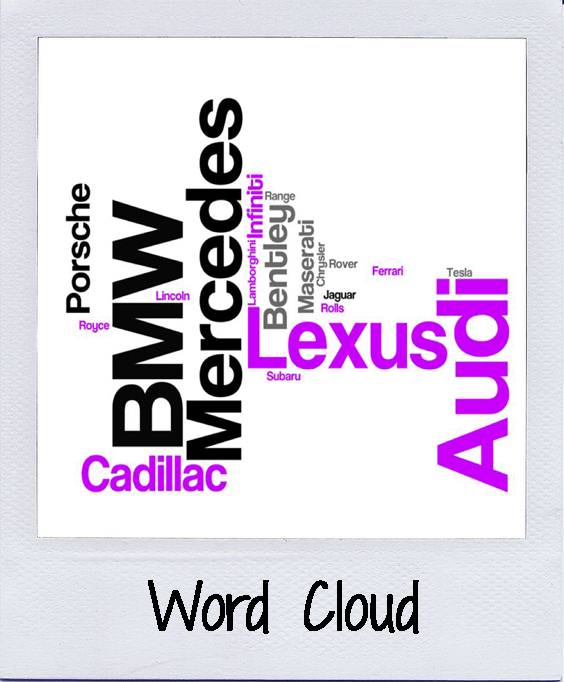 Porsche
BMW
Mercedes
Infiniti
Range
Bentley
Maserati
Lamborghini
Chrysler
Rover
Ferrari
Tesla
Lincoln
Jaguar
Rolls
Royce
Lexus
Audi
Subaru
Cadillac
Word Cloud